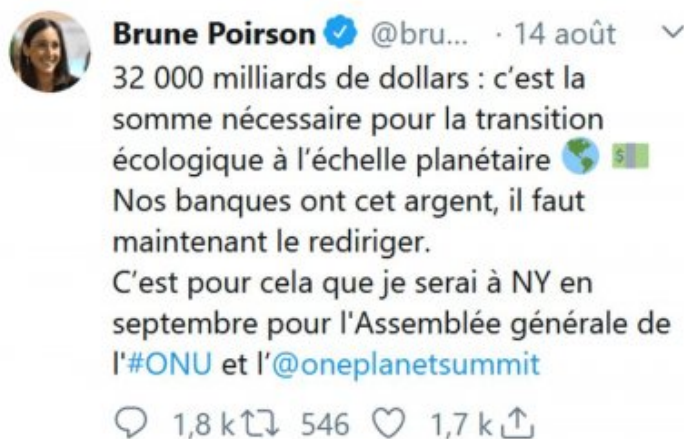 Brune Poirson @bru... · 14 août
32 000 milliards de dollars : c’est la
somme nécessaire pour la transition
écologique à l’échelle planétaire 🌎 💵
Nos banques ont cet argent, il faut
maintenant le rediriger.
C’est pour cela que je serai à NY en
septembre pour l'Assemblée générale de
l'#ONU et l’@oneplanetsummit
1,8 k 546 1,7 k